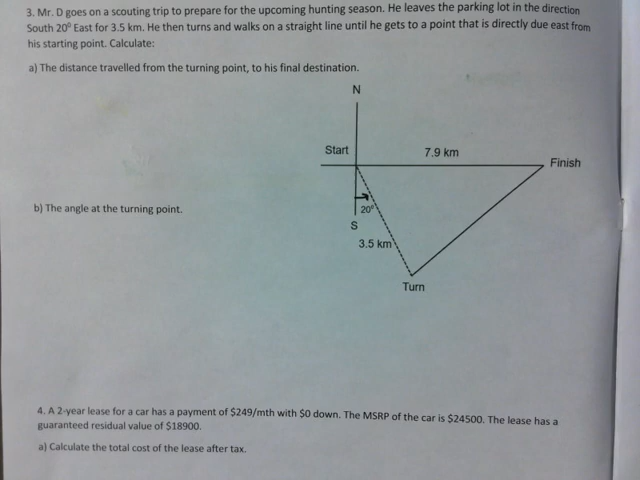 3. Mr. D goes on a scouting trip to prepare for the upcoming hunting season. He leaves the parking lot in the direction
South 20⁰ East for 3.5 km. He then turns and walks on a straight line until he gets to a point that is directly due east from
his starting point. Calculate:
a) The distance travelled from the turning point, to his final destination.
N
Start
7.9 km
Finish
b) The angle at the turning point.
20⁰
S
3.5 km
Turn
4. A 2-year lease for a car has a payment of $249/mth with $0 down. The MSRP of the car is $24500. The lease has a
guaranteed residual value of $18900.
a) Calculate the total cost of the lease after tax.